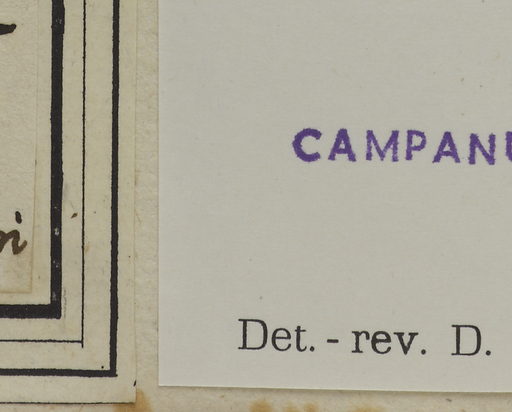 CAMPANU
Det. - rev. D.